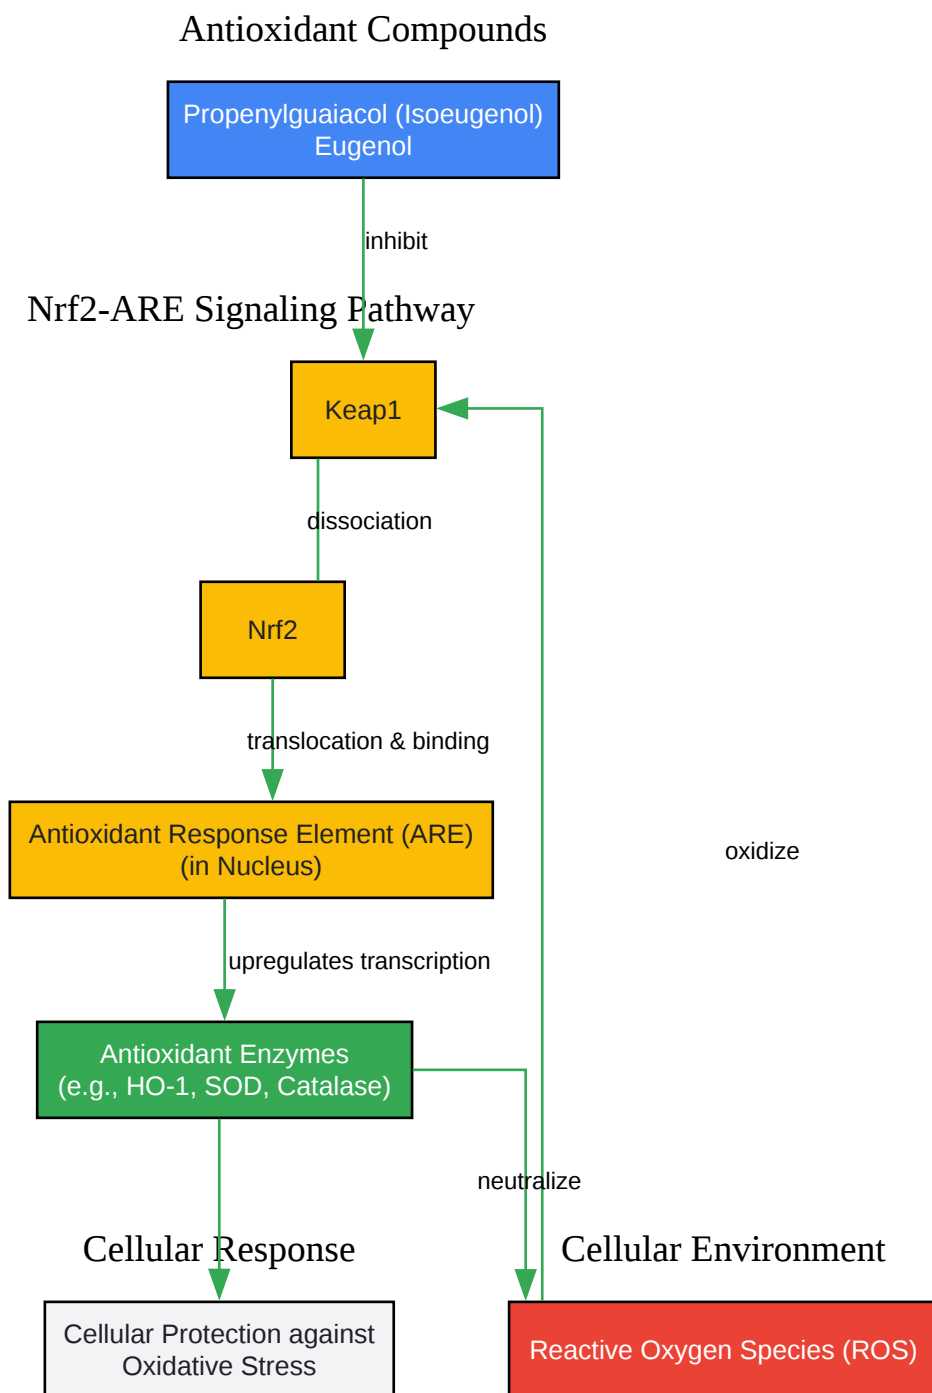 Antioxidant Compounds
Propenylguaiacol (Isoeugenol)
Eugenol
inhibit
Nrf2-ARE Signaling Pathway
Keap1
dissociation
Nrf2
translocation & binding
Antioxidant Response Element (ARE)
(in Nucleus)
oxidize
upregulates transcription
Antioxidant Enzymes
(e.g., HO-1, SOD, Catalase)
neutralize
Cellular Response
Cellular Environment
Cellular Protection against
Oxidative Stress
Reactive Oxygen Species (ROS)